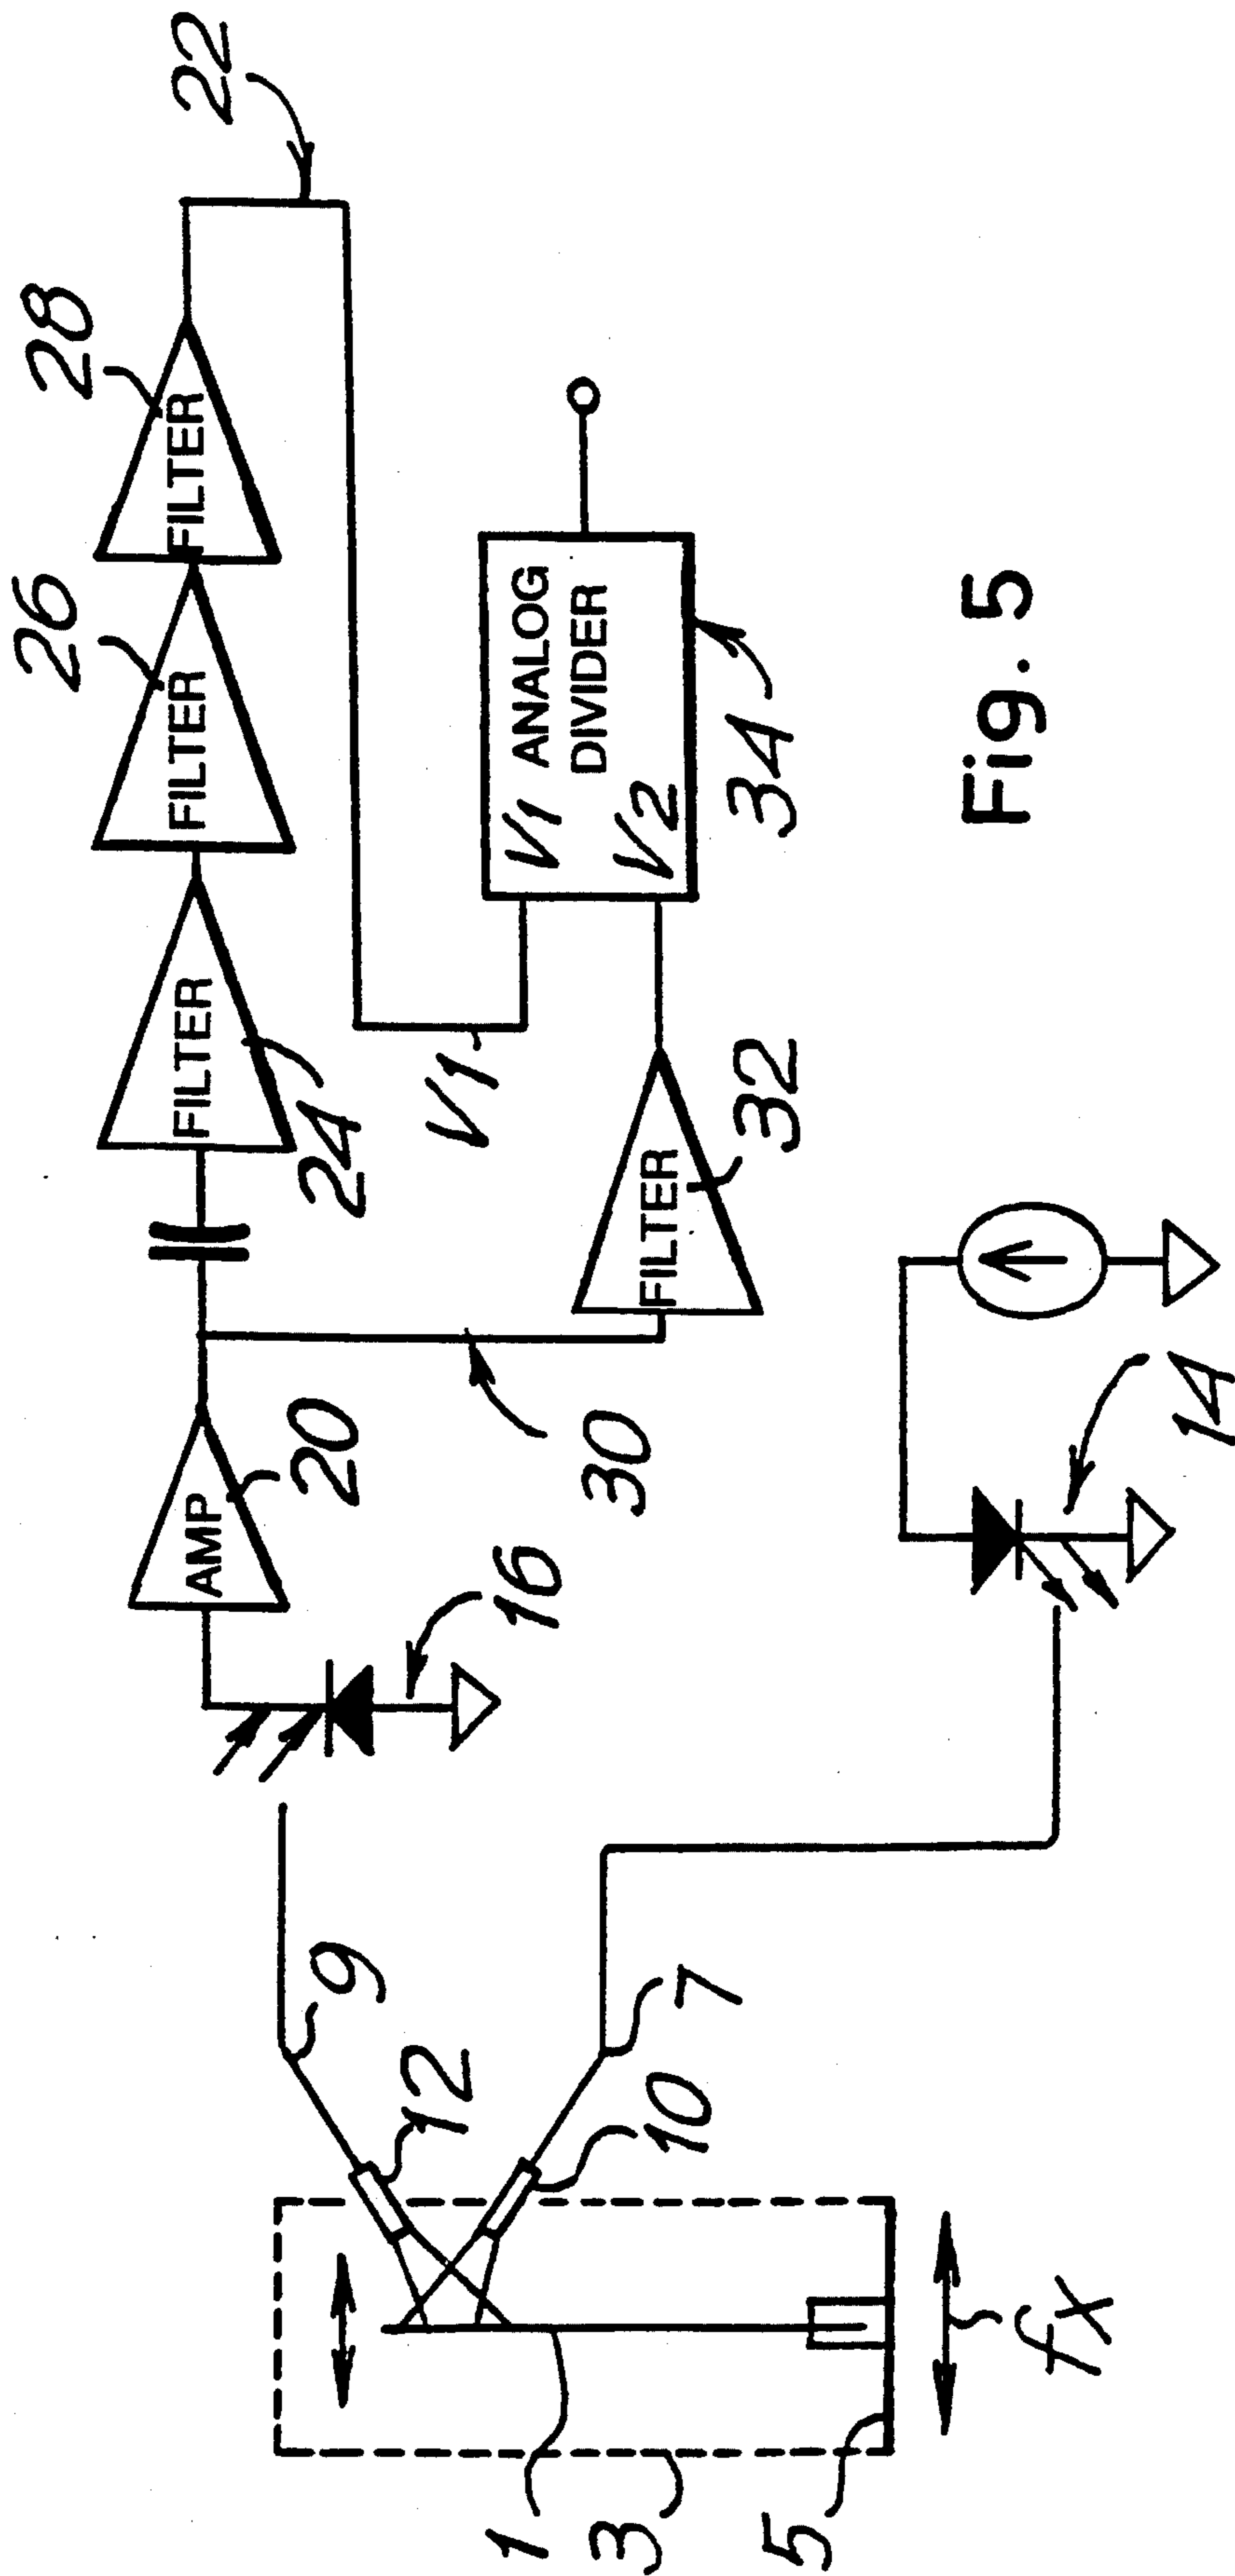 22
28
26
FILTER
FILTER
FILTER
24
AMP
20
16
30
V1
V1 ANALOG
DIVIDER
V2
34
FILTER
32
14
9
12
10
7
1
3
5
fx
Fig. 5